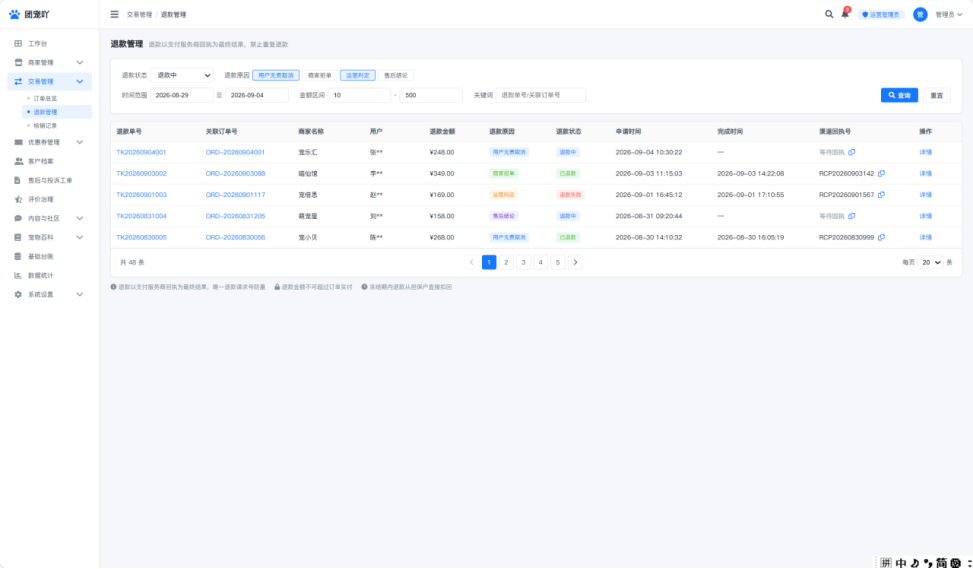 团宠吖
交易管理 / 退款管理
9
运营管理员
管
管理员
工作台
商家管理
交易管理
订单总览
退款管理
核销记录
优惠券管理
客户档案
售后与投诉工单
评价治理
内容与社区
宠物百科
基础台账
数据统计
系统设置
退款管理 退款以支付服务商回执为最终结果，禁止重复退款
退款状态 退款中 退款原因 用户无责取消 商家拒单 运营判定 售后结论
时间范围 2026-08-29 至 2026-09-04 金额区间 10 - 500 关键词 退款单号/关联订单号 查询 重置
退款单号 关联订单号 商家名称 用户 退款金额 退款原因 退款状态 申请时间 完成时间 渠道回执号 操作
TK20260904001 ORD-20260904001 宠乐汇 张** ¥248.00 用户无责取消 退款中 2026-09-04 10:30:22 — 等待回执 详情
TK20260903002 ORD-20260903088 喵仙馆 李** ¥349.00 商家拒单 已退款 2026-09-03 11:15:03 2026-09-03 14:22:08 RCP20260903142 详情
TK20260901003 ORD-20260901117 宠倍悉 赵** ¥169.00 运营判定 退款失败 2026-09-01 16:45:12 2026-09-01 17:10:55 RCP20260901567 详情
TK20260831004 ORD-20260831205 萌宠屋 刘** ¥158.00 售后结论 退款中 2026-08-31 09:20:44 — 等待回执 详情
TK20260830005 ORD-20260830056 宠小贝 陈** ¥268.00 用户无责取消 已退款 2026-08-30 14:10:32 2026-08-30 16:05:19 RCP20260830999 详情
共 48 条 1 2 3 4 5 每页 20 条
退款以支付服务商回执为最终结果，唯一退款请求号防重 退款金额不可超过订单实付 冻结期内退款从担保户直接扣回
拼 中 简